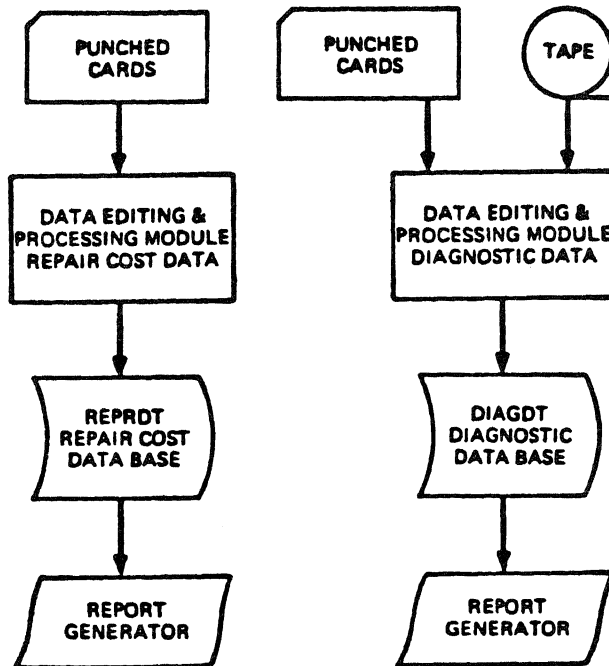 PUNCHED
CARDS
DATA EDITING &
PROCESSING MODULE
REPAIR COST DATA
REPRDT
REPAIR COST
DATA BASE
REPORT
GENERATOR
PUNCHED
CARDS
TAPE
DATA EDITING &
PROCESSING MODULE
DIAGNOSTIC DATA
DIAGDT
DIAGNOSTIC
DATA BASE
REPORT
GENERATOR